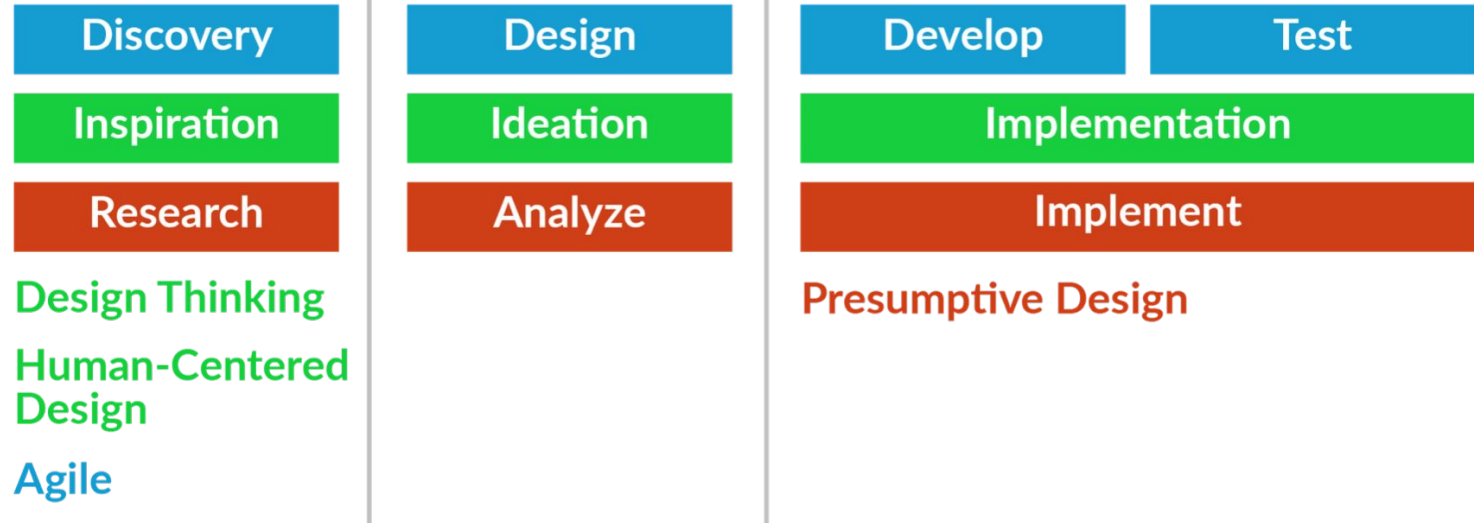 Discovery
Design
Develop
Test
Inspiration
Ideation
Implementation
Research
Analyze
Implement
Design Thinking
Human-Centered
Design
Agile
Presumptive Design